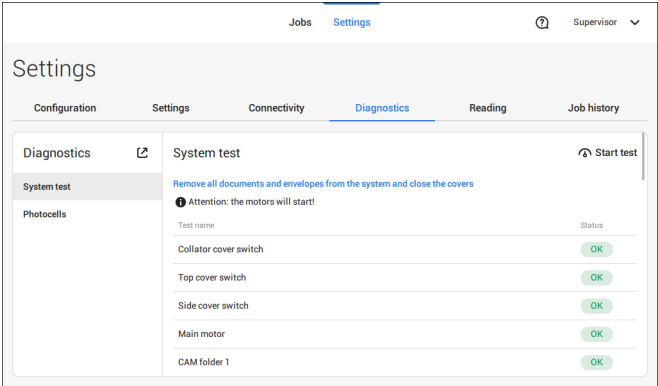 Jobs Settings Supervisor
Settings
Configuration Settings Connectivity Diagnostics Reading Job history
Diagnostics
System test
Photocells
System test Start test
Remove all documents and envelopes from the system and close the covers
Attention: the motors will start!
Test name Status
Collator cover switch OK
Top cover switch OK
Side cover switch OK
Main motor OK
CAM folder 1 OK